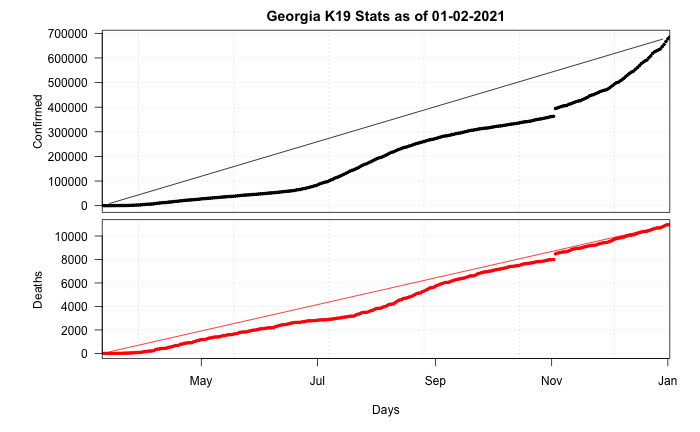 Georgia K19 Stats as of 01-02-2021
700000
600000
500000
400000
300000
200000
100000
0
Confirmed
10000
8000
6000
4000
2000
0
Deaths
May Jul Sep Nov Jan
Days